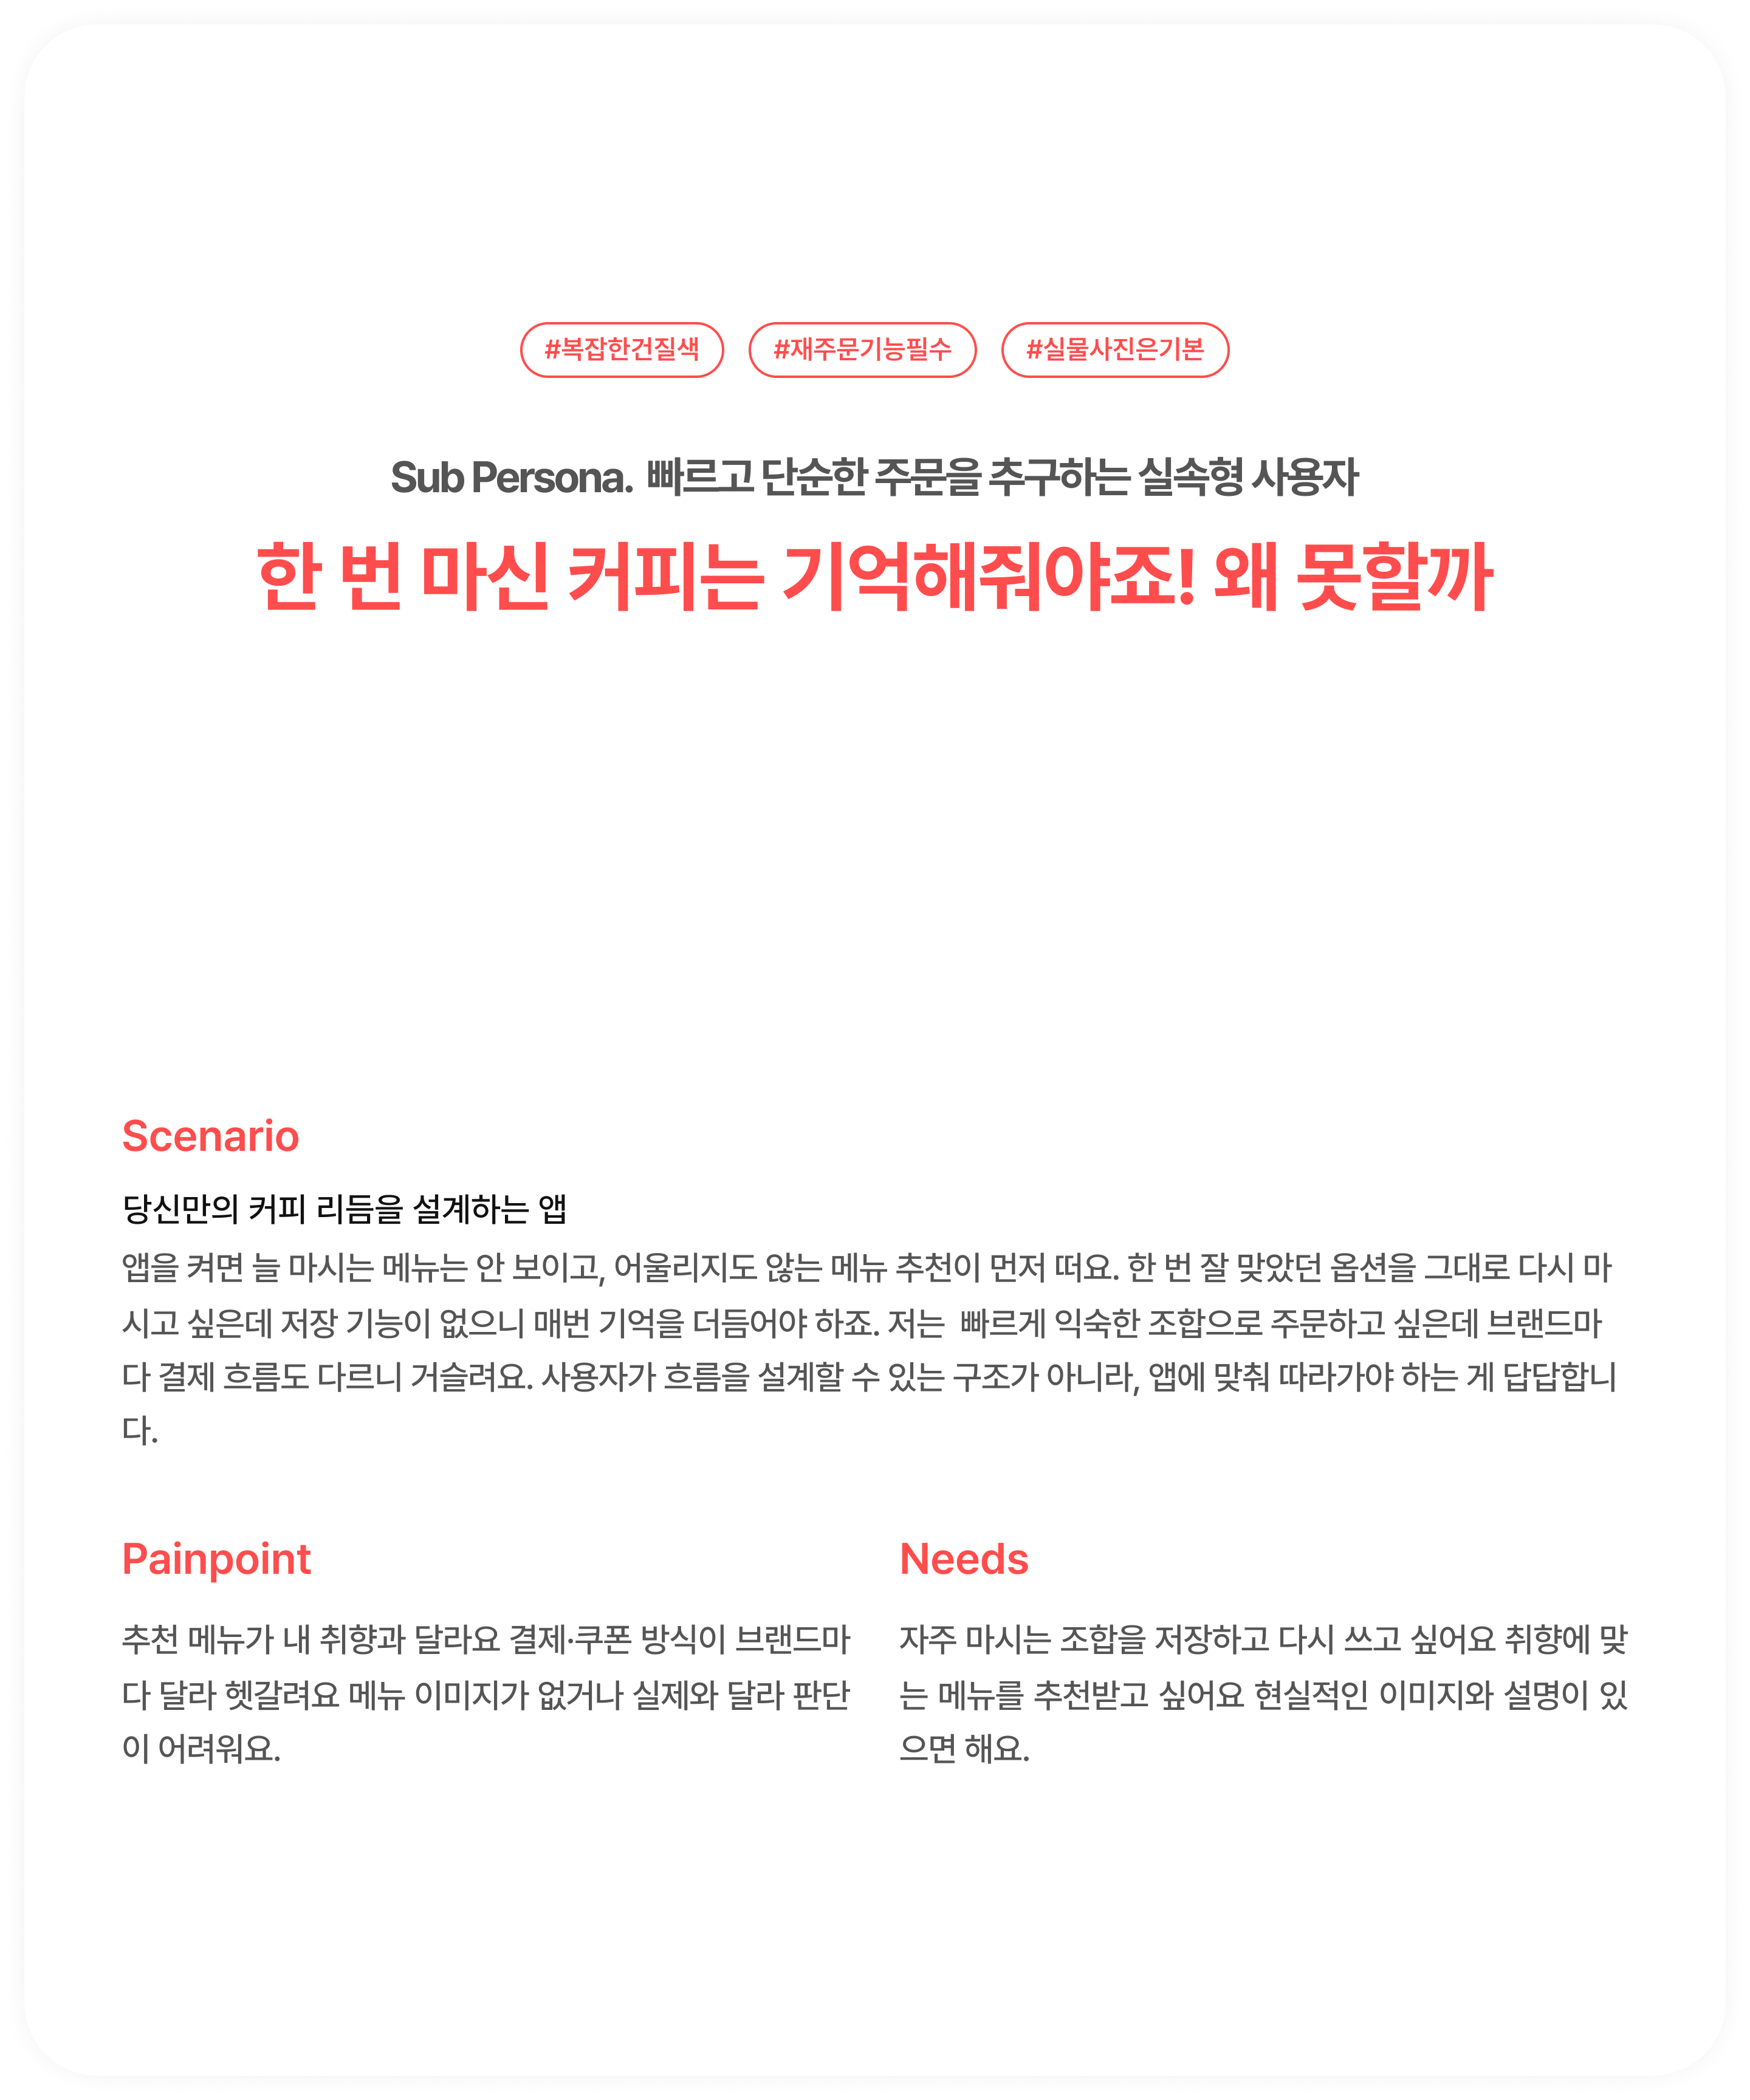 #복잡한건질색 #재주문기능필수 #실물사진은기본
Sub Persona. 빠르고 단순한 주문을 추구하는 실속형 사용자
한 번 마신 커피는 기억해줘야죠! 왜 못할까
Scenario
당신만의 커피 리듬을 설계하는 앱
앱을 켜면 늘 마시는 메뉴는 안 보이고, 어울리지도 않는 메뉴 추천이 먼저 떠요. 한 번 잘 맞았던 옵션을 그대로 다시 마
시고 싶은데 저장 기능이 없으니 매번 기억을 더듬어야 하죠. 저는 빠르게 익숙한 조합으로 주문하고 싶은데 브랜드마
다 결제 흐름도 다르니 거슬려요. 사용자가 흐름을 설계할 수 있는 구조가 아니라, 앱에 맞춰 따라가야 하는 게 답답합니
다.
Painpoint
추천 메뉴가 내 취향과 달라요 결제·쿠폰 방식이 브랜드마
다 달라 헷갈려요 메뉴 이미지가 없거나 실제와 달라 판단
이 어려워요.
Needs
자주 마시는 조합을 저장하고 다시 쓰고 싶어요 취향에 맞
는 메뉴를 추천받고 싶어요 현실적인 이미지와 설명이 있
으면 해요.